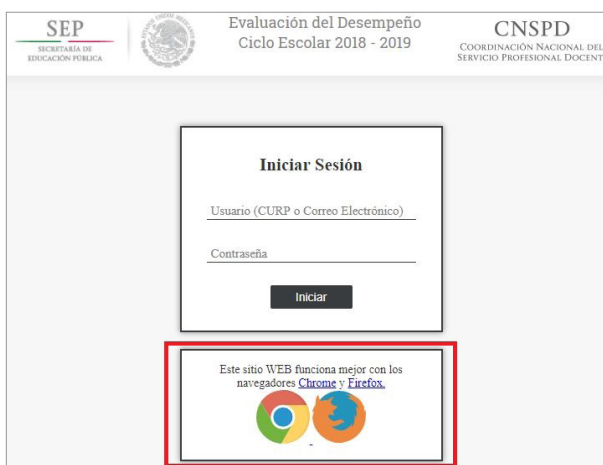 SEP
SECRETARÍA DE
EDUCACIÓN PÚBLICA
Evaluación del Desempeño
Ciclo Escolar 2018 - 2019
CNSPD
COORDINACIÓN NACIONAL DEL
SERVICIO PROFESIONAL DOCENT
Iniciar Sesión
Usuario (CURP o Correo Electrónico)
Contraseña
Iniciar
Este sitio WEB funciona mejor con los
navegadores Chrome y Firefox.